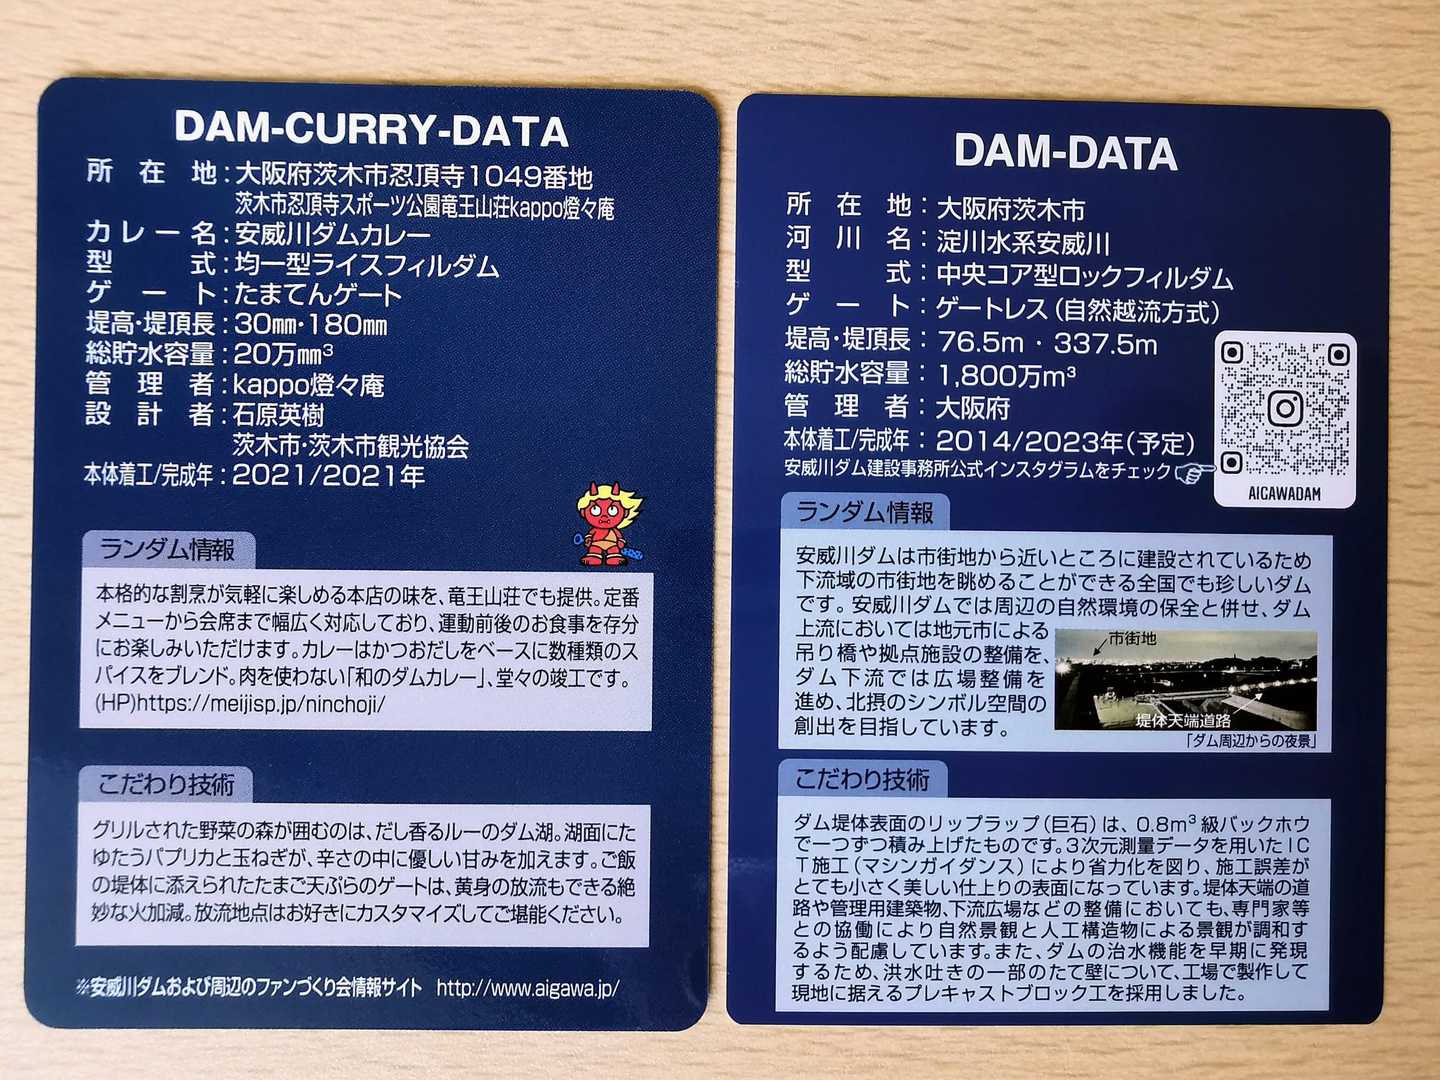 DAM-CURRY-DATA
所在地:大阪府茨木市忍頂寺1049番地
茨木市忍頂寺スポーツ公園竜王山荘kappo燈々庵
カレー名:安威川ダムカレー
型式:均一型ライスフィルダム
ゲート:たまてんゲート
堤高・堤頂長:30㎜・180㎜
総貯水容量:20万㎜³
管理者:kappo燈々庵
設計者:石原英樹
茨木市・茨木市観光協会
本体着工/完成年:2021/2021年
ランダム情報
本格的な割烹が気軽に楽しめる本店の味を、竜王山荘でも提供。定番
メニューから会席まで幅広く対応しており、運動前後のお食事を存分
にお楽しみいただけます。カレーはかつおだしをベースに数種類のス
パイスをブレンド。肉を使わない「和のダムカレー」、堂々の竣工です。
(HP)https://meijisp.jp/ninchoji/
こだわり技術
グリルされた野菜の森が囲むのは、だし香るルーのダム湖。湖面にた
ゆたうパプリカと玉ねぎが、辛さの中に優しい甘みを加えます。ご飯
の堤体に添えられたたまご天ぷらのゲートは、黄身の放流もできる絶
妙な火加減。放流地点はお好きにカスタマイズしてご堪能ください。
※安威川ダムおよび周辺のファンづくり会情報サイト http://www.aigawa.jp/
DAM-DATA
所在地:大阪府茨木市
河川名:淀川水系安威川
型式:中央コア型ロックフィルダム
ゲート:ゲートレス(自然越流方式)
堤高・堤頂長:76.5m・337.5m
総貯水容量:1,800万m³
管理者:大阪府
本体着工/完成年:2014/2023年(予定)
安威川ダム建設事務所公式インスタグラムをチェック
AIGAWADAM
ランダム情報
安威川ダムは市街地から近いところに建設されているため
下流域の市街地を眺めることができる全国でも珍しいダム
です。安威川ダムでは周辺の自然環境の保全と併せ、ダム
上流においては地元市による
吊り橋や拠点施設の整備を、
ダム下流では広場整備を
進め、北摂のシンボル空間の
創出を目指しています。
市街地
堤体天端道路
「ダム周辺からの夜景」
こだわり技術
ダム堤体表面のリップラップ(巨石)は、0.8m³級バックホウ
で一つずつ積み上げたものです。3次元測量データを用いたIC
T施工(マシンガイダンス)により省力化を図り、施工誤差が
とても小さく美しい仕上りの表面になっています。堤体天端の道
路や管理用建築物、下流広場などの整備においても、専門家等
との協働により自然景観と人工構造物による景観が調和す
るよう配慮しています。また、ダムの治水機能を早期に発現
するため、洪水吐きの一部のたて壁について、工場で製作して
現地に据えるプレキャストブロック工を採用しました。